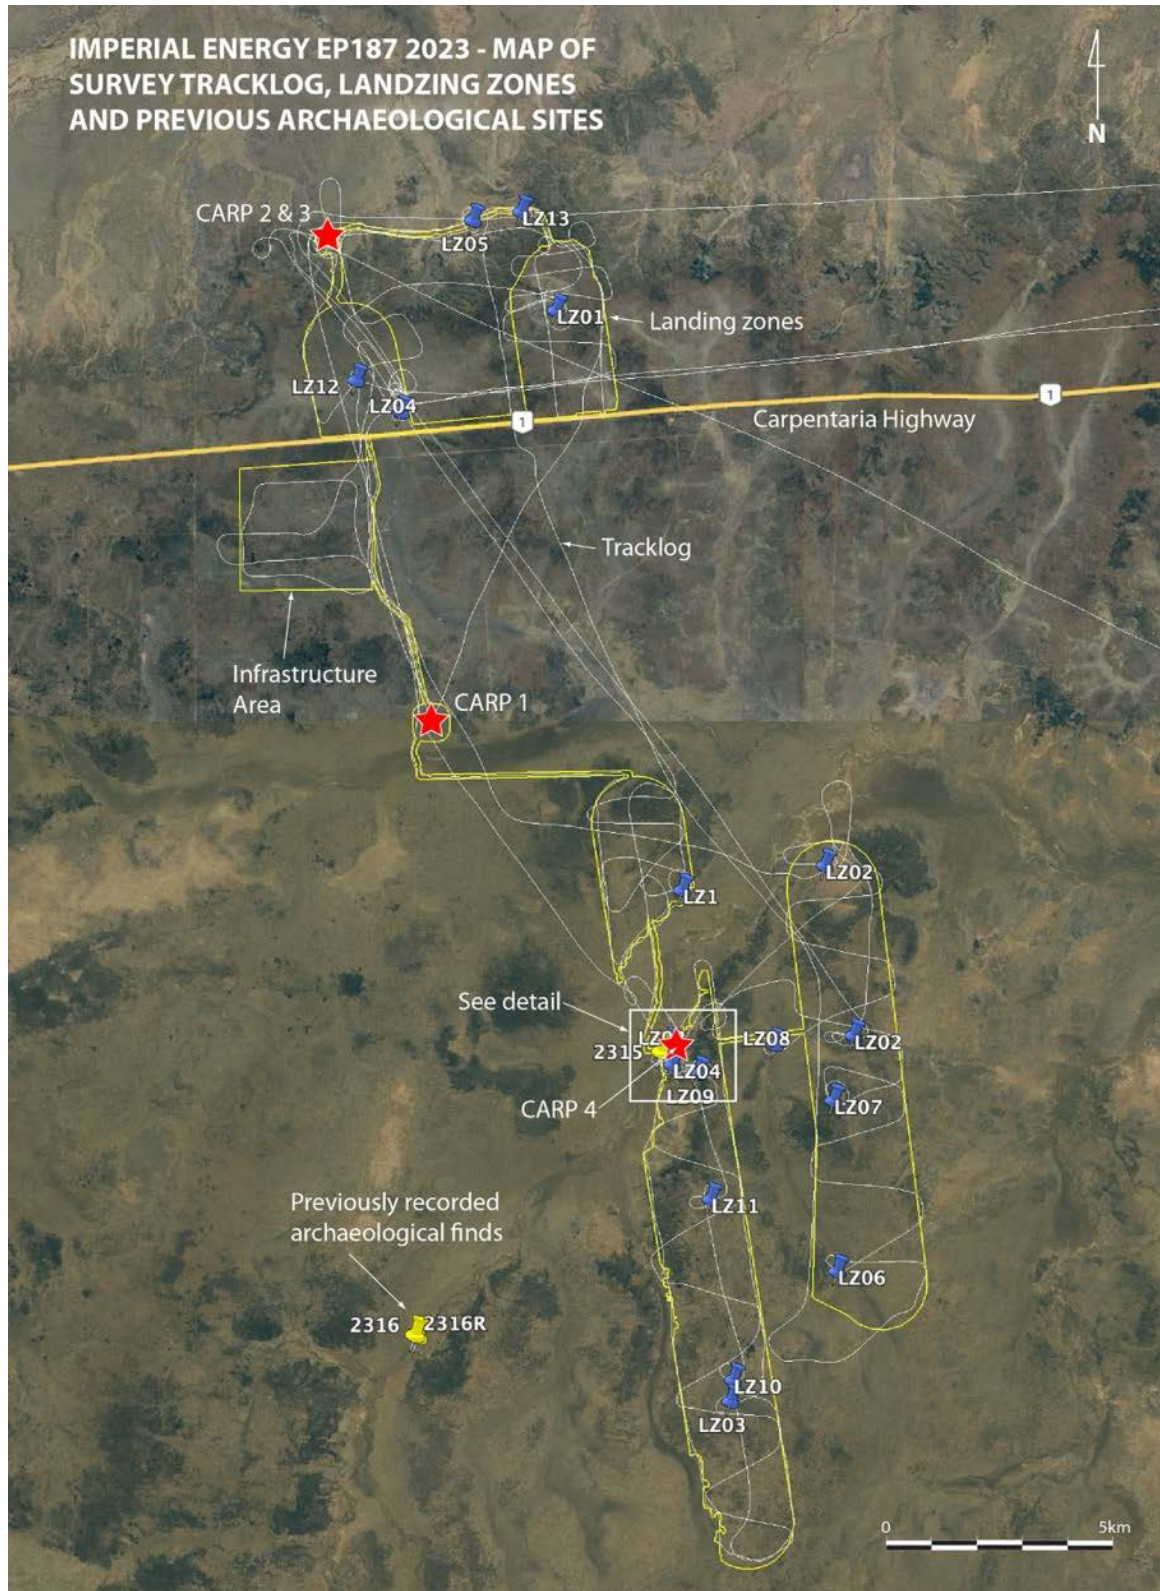 IMPERIAL ENERGY EP187 2023 - MAP OF
SURVEY TRACKLOG, LANDZING ZONES
AND PREVIOUS ARCHAEOLOGICAL SITES
N
CARP 2 & 3
LZ13
LZ05
LZ01
Landing zones
LZ12
LZ04
1
1
Carpentaria Highway
Tracklog
Infrastructure
Area
CARP 1
LZ02
LZ1
See detail
2315
LZ08
LZ02
LZ04
LZ09
CARP 4
LZ07
LZ11
Previously recorded
archaeological finds
LZ06
2316
2316R
LZ10
LZ03
0
5km